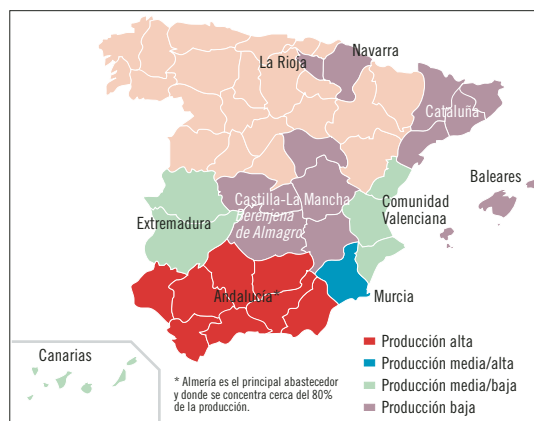 Navarra
La Rioja
Cataluña
Baleares
Castilla-La Mancha
Berenjena
de Almagro
Comunidad
Valenciana
Extremadura
Andalucía*
Murcia
Canarias
* Almería es el principal abastecedor
y donde se concentra cerca del 80%
de la producción.
Producción alta
Producción media/alta
Producción media/baja
Producción baja